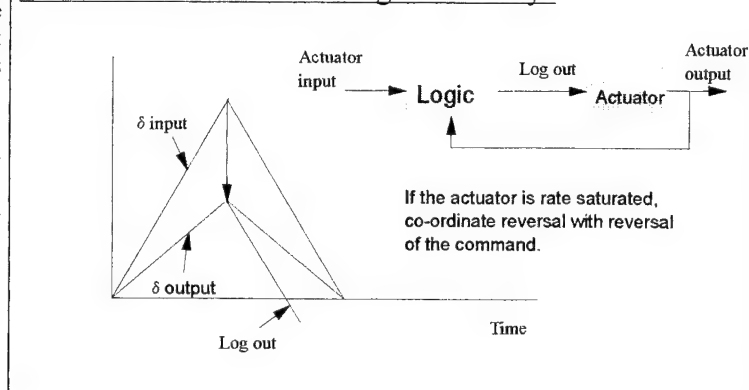 Actuator
input
Logic
Log out
Actuator
Actuator
output
δ input
δ output
Log out
Time
If the actuator is rate saturated,
co-ordinate reversal with reversal
of the command.